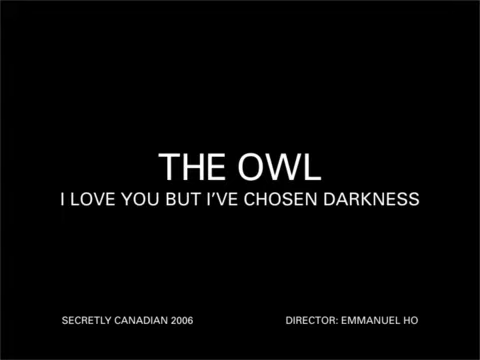 THE OWL
I LOVE YOU BUT I'VE CHOSEN DARKNESS
SECRETLY CANADIAN 2006
DIRECTOR: EMMANUEL HO